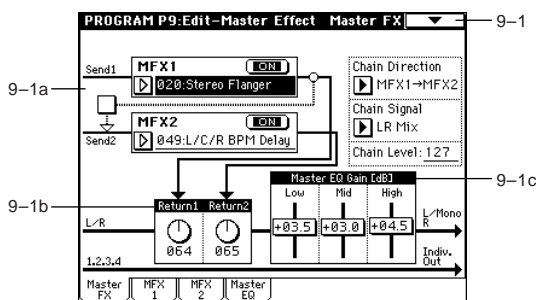 PROGRAM P9:Edit-Master Effect Master FX
9-1
Send1
MFX1 ON
020:Stereo Flanger
9-1a
Send2
MFX2 ON
049:L/C/R BPM Delay
Chain Direction
MFX1→MFX2
Chain Signal
LR Mix
Chain Level: 127
9-1b
Return1 Return2
064 065
Master EQ Gain [dB]
Low Mid High
+03.5 +03.0 +04.5
9-1c
L/R
L/Mono
R
1.2.3.4
Indiv.
Out
Master FX
MFX 1
MFX 2
Master EQ